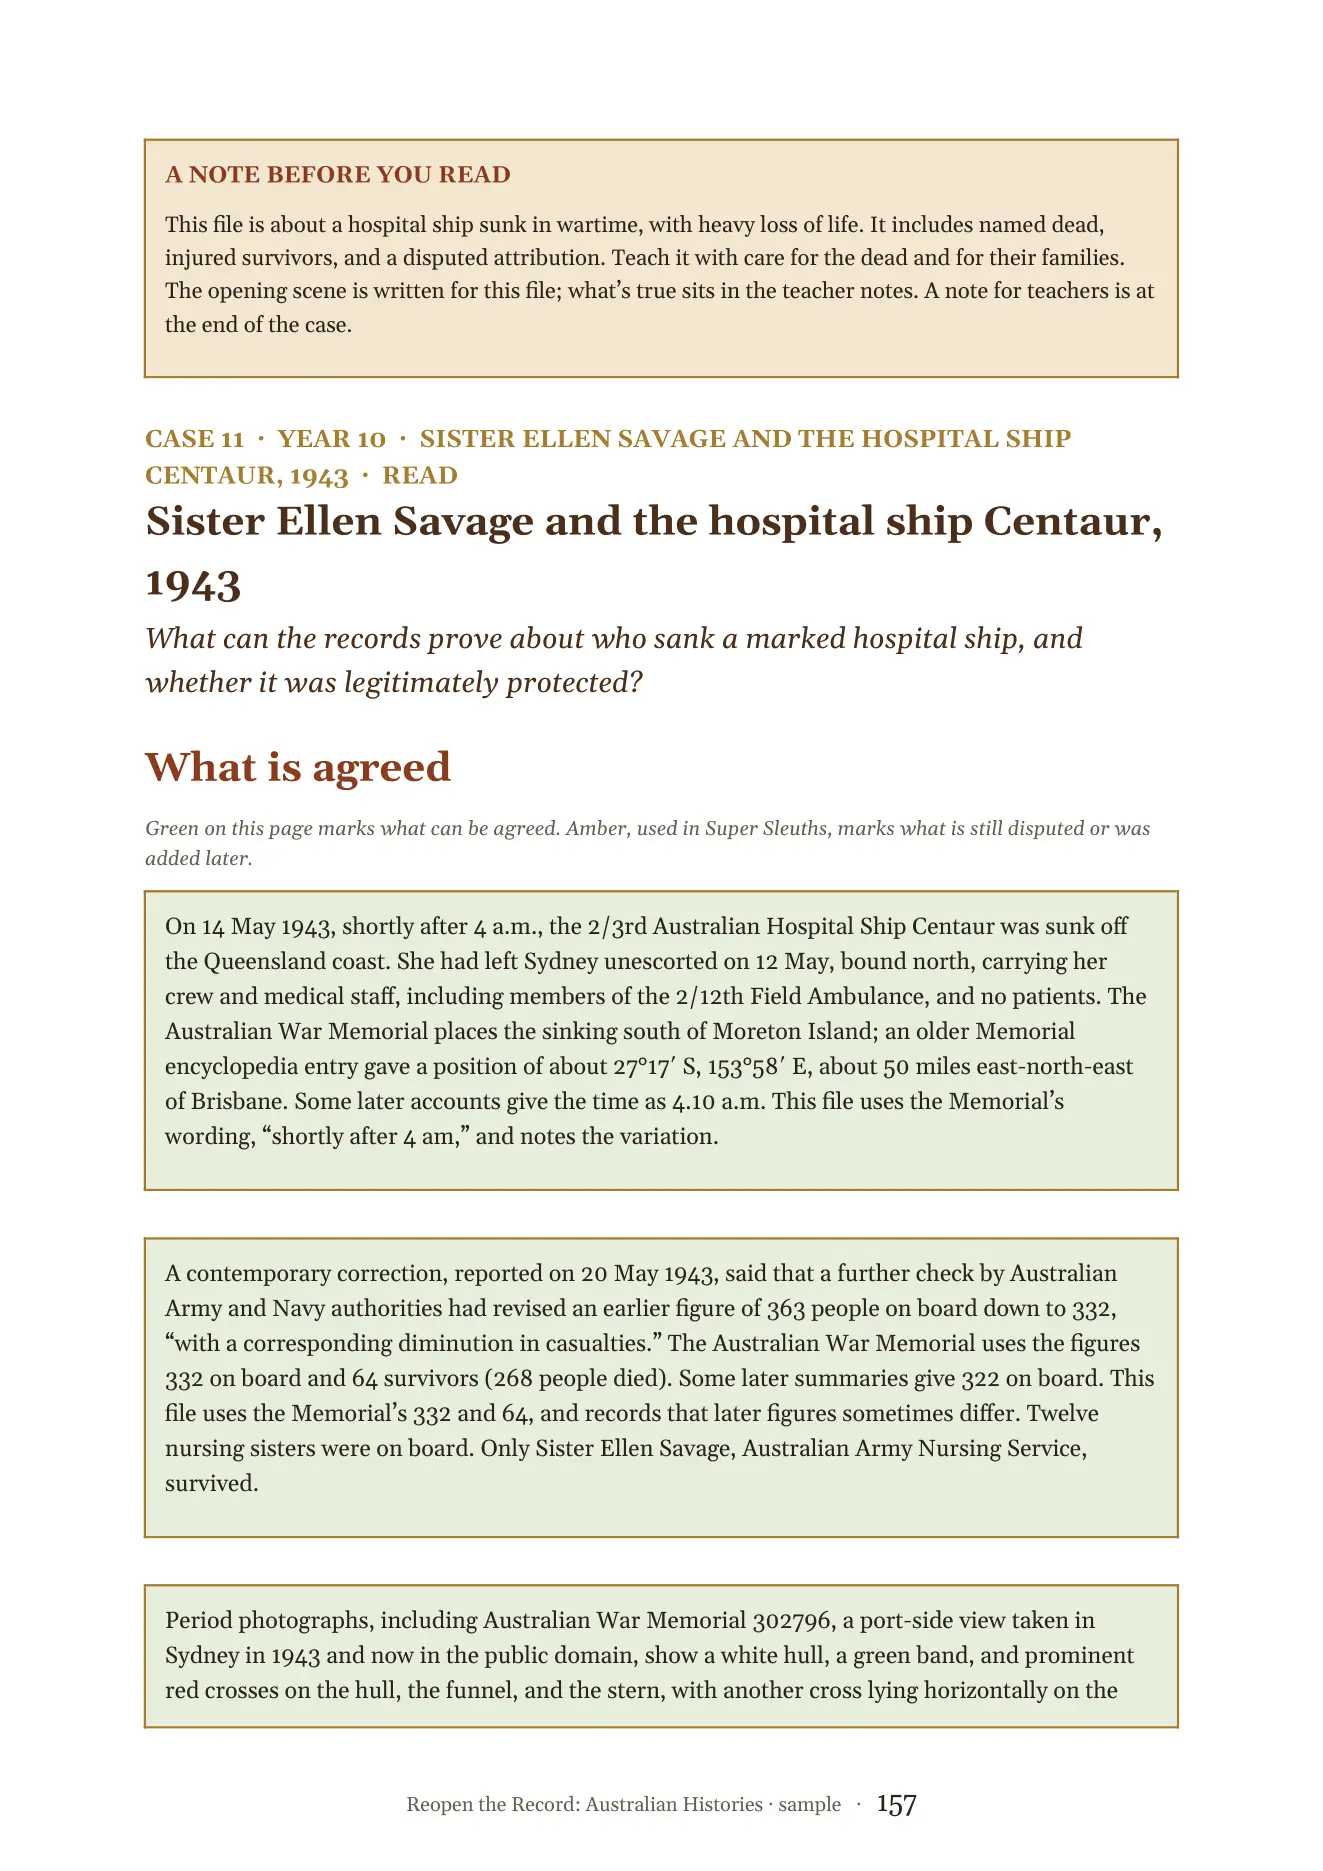 A NOTE BEFORE YOU READ
This file is about a hospital ship sunk in wartime, with heavy loss of life. It includes named dead,
injured survivors, and a disputed attribution. Teach it with care for the dead and for their families.
The opening scene is written for this file; what’s true sits in the teacher notes. A note for teachers is at
the end of the case.
CASE 11 · YEAR 10 · SISTER ELLEN SAVAGE AND THE HOSPITAL SHIP
CENTAUR, 1943 · READ
Sister Ellen Savage and the hospital ship Centaur,
1943
What can the records prove about who sank a marked hospital ship, and
whether it was legitimately protected?
What is agreed
Green on this page marks what can be agreed. Amber, used in Super Sleuths, marks what is still disputed or was
added later.
On 14 May 1943, shortly after 4 a.m., the 2/3rd Australian Hospital Ship Centaur was sunk off
the Queensland coast. She had left Sydney unescorted on 12 May, bound north, carrying her
crew and medical staff, including members of the 2/12th Field Ambulance, and no patients. The
Australian War Memorial places the sinking south of Moreton Island; an older Memorial
encyclopedia entry gave a position of about 27°17′ S, 153°58′ E, about 50 miles east-north-east
of Brisbane. Some later accounts give the time as 4.10 a.m. This file uses the Memorial’s
wording, “shortly after 4 am,” and notes the variation.
A contemporary correction, reported on 20 May 1943, said that a further check by Australian
Army and Navy authorities had revised an earlier figure of 363 people on board down to 332,
“with a corresponding diminution in casualties.” The Australian War Memorial uses the figures
332 on board and 64 survivors (268 people died). Some later summaries give 322 on board. This
file uses the Memorial’s 332 and 64, and records that later figures sometimes differ. Twelve
nursing sisters were on board. Only Sister Ellen Savage, Australian Army Nursing Service,
survived.
Period photographs, including Australian War Memorial 302796, a port-side view taken in
Sydney in 1943 and now in the public domain, show a white hull, a green band, and prominent
red crosses on the hull, the funnel, and the stern, with another cross lying horizontally on the
Reopen the Record: Australian Histories · sample · 157